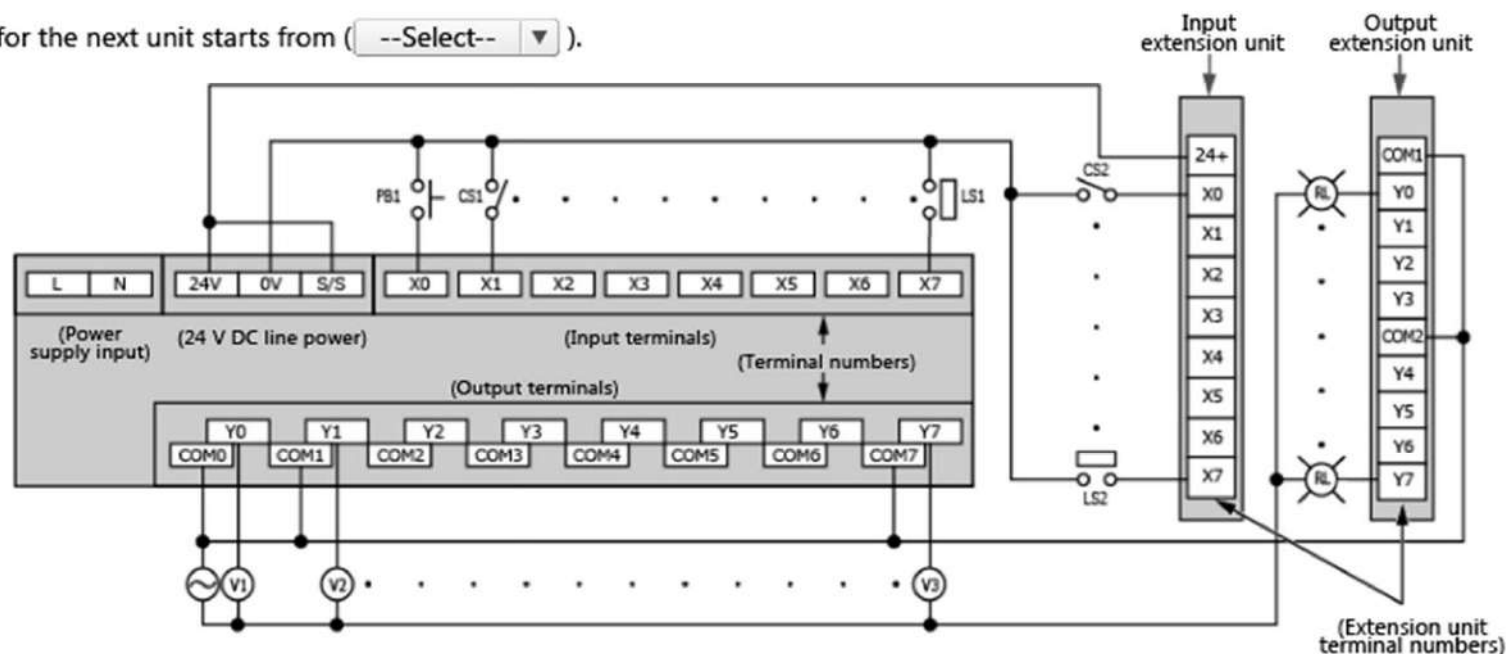 for the next unit starts from ( --Select-- ▼ ).
Input
extension unit
Output
extension unit
24+
X0
X1
X2
X3
X4
X5
X6
X7
COM1
Y0
Y1
Y2
Y3
COM2
Y4
Y5
Y6
Y7
PB1
CS1
LS1
CS2
LS2
RL
RL
L N 24V 0V S/S X0 X1 X2 X3 X4 X5 X6 X7
(Power
supply input)
(24 V DC line power)
(Input terminals)
(Terminal numbers)
(Output terminals)
Y0 Y1 Y2 Y3 Y4 Y5 Y6 Y7
COM0 COM1 COM2 COM3 COM4 COM5 COM6 COM7
V1 V2 V3
(Extension unit
terminal numbers)